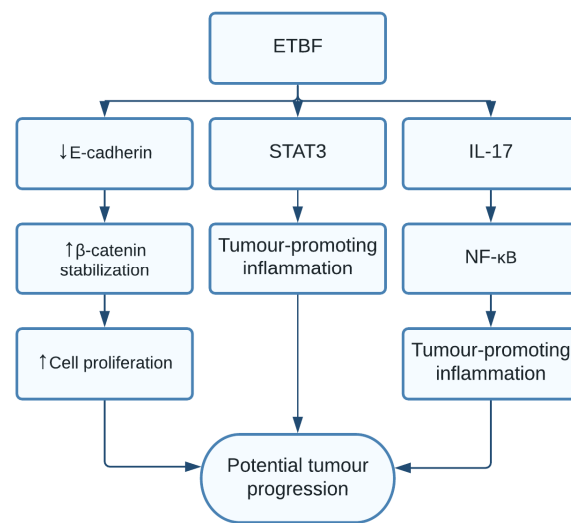 ETBF
↓E-cadherin
STAT3
IL-17
↑β-catenin
stabilization
Tumour-promoting
inflammation
NF-κB
↑Cell proliferation
Tumour-promoting
inflammation
Potential tumour
progression